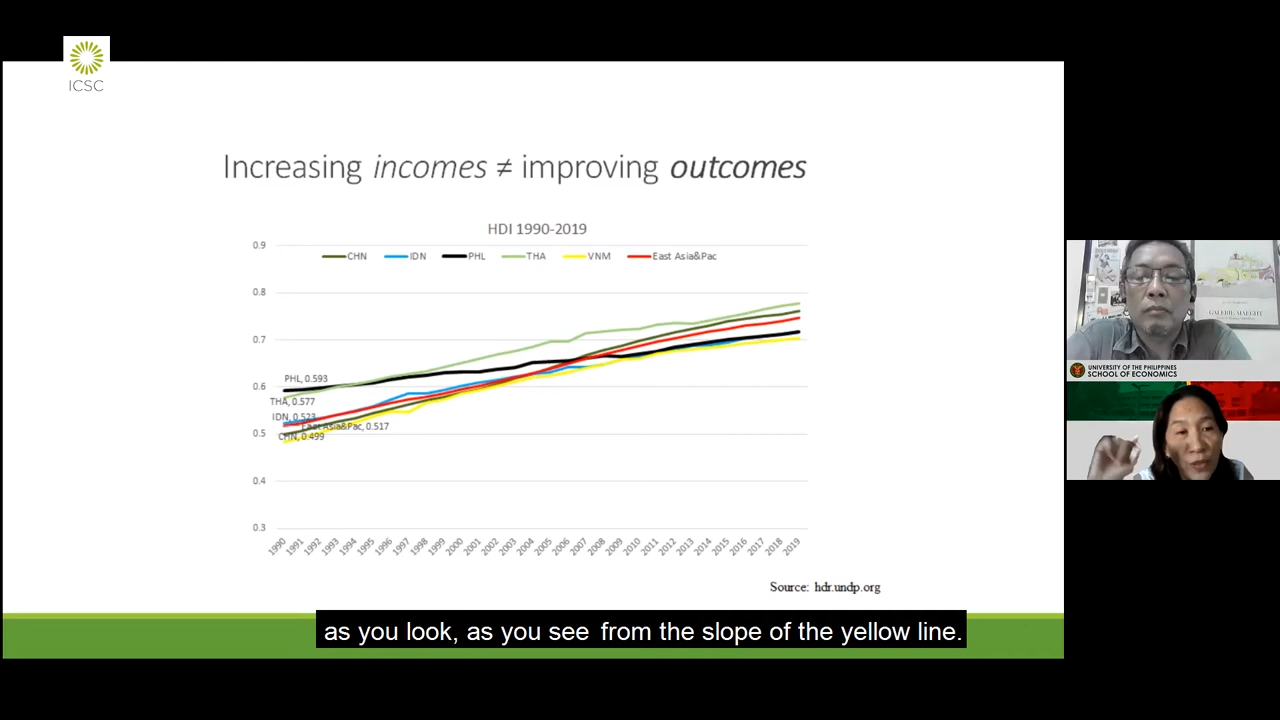 ICSC
Increasing incomes ≠ improving outcomes
HDI 1990-2019
CHN IDN PHL THA VNM East Asia&Pac
0.9
0.8
0.7
0.6
0.5
0.4
0.3
PHL, 0.593
THA, 0.577
IDN, 0.523
East Asia&Pac, 0.517
CHN, 0.499
1990 1991 1992 1993 1994 1995 1996 1997 1998 1999 2000 2001 2002 2003 2004 2005 2006 2007 2008 2009 2010 2011 2012 2013 2014 2015 2016 2017 2018 2019
Source: hdr.undp.org
as you look, as you see from the slope of the yellow line.
GALERIE MAEGHT
UNIVERSITY OF THE PHILIPPINES
SCHOOL OF ECONOMICS